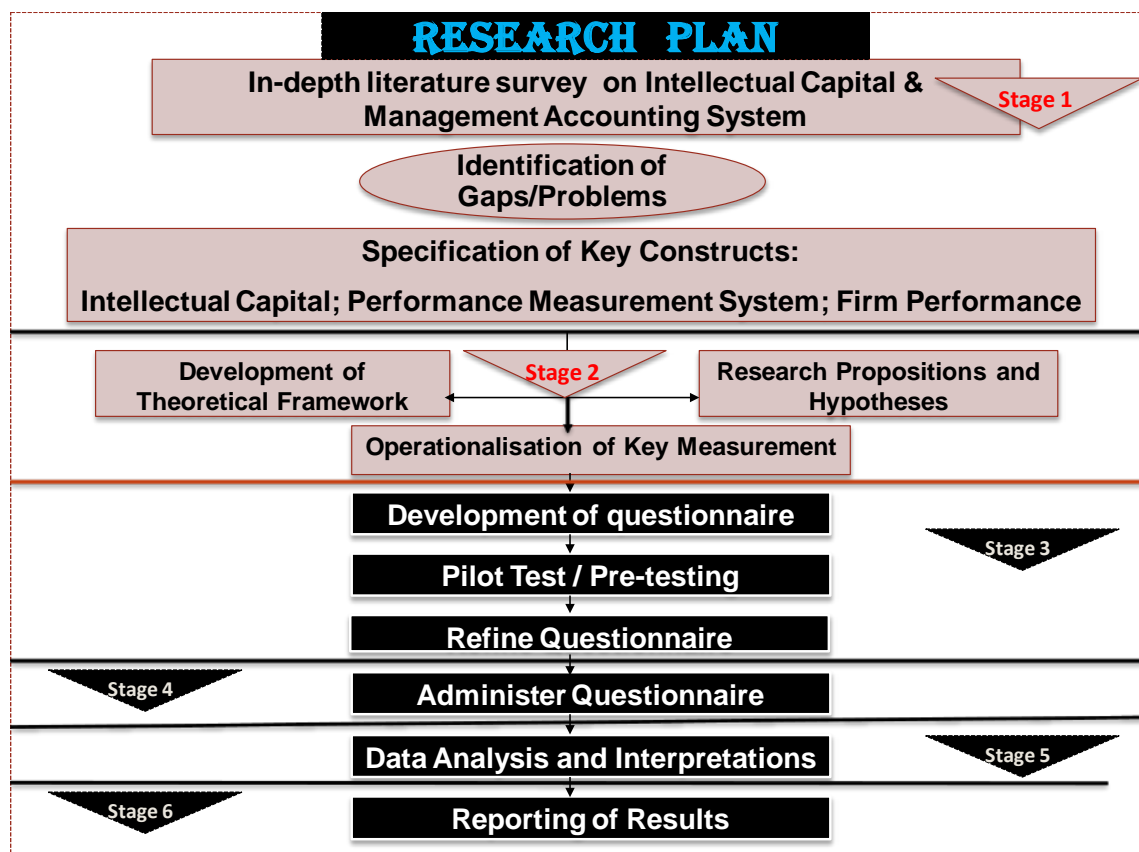 RESEARCH PLAN
In-depth literature survey on Intellectual Capital &
Management Accounting System
Stage 1
Identification of
Gaps/Problems
Specification of Key Constructs:
Intellectual Capital; Performance Measurement System; Firm Performance
Development of
Theoretical Framework
Stage 2
Research Propositions and
Hypotheses
Operationalisation of Key Measurement
Development of questionnaire
Stage 3
Pilot Test / Pre-testing
Refine Questionnaire
Stage 4
Administer Questionnaire
Data Analysis and Interpretations
Stage 5
Stage 6
Reporting of Results